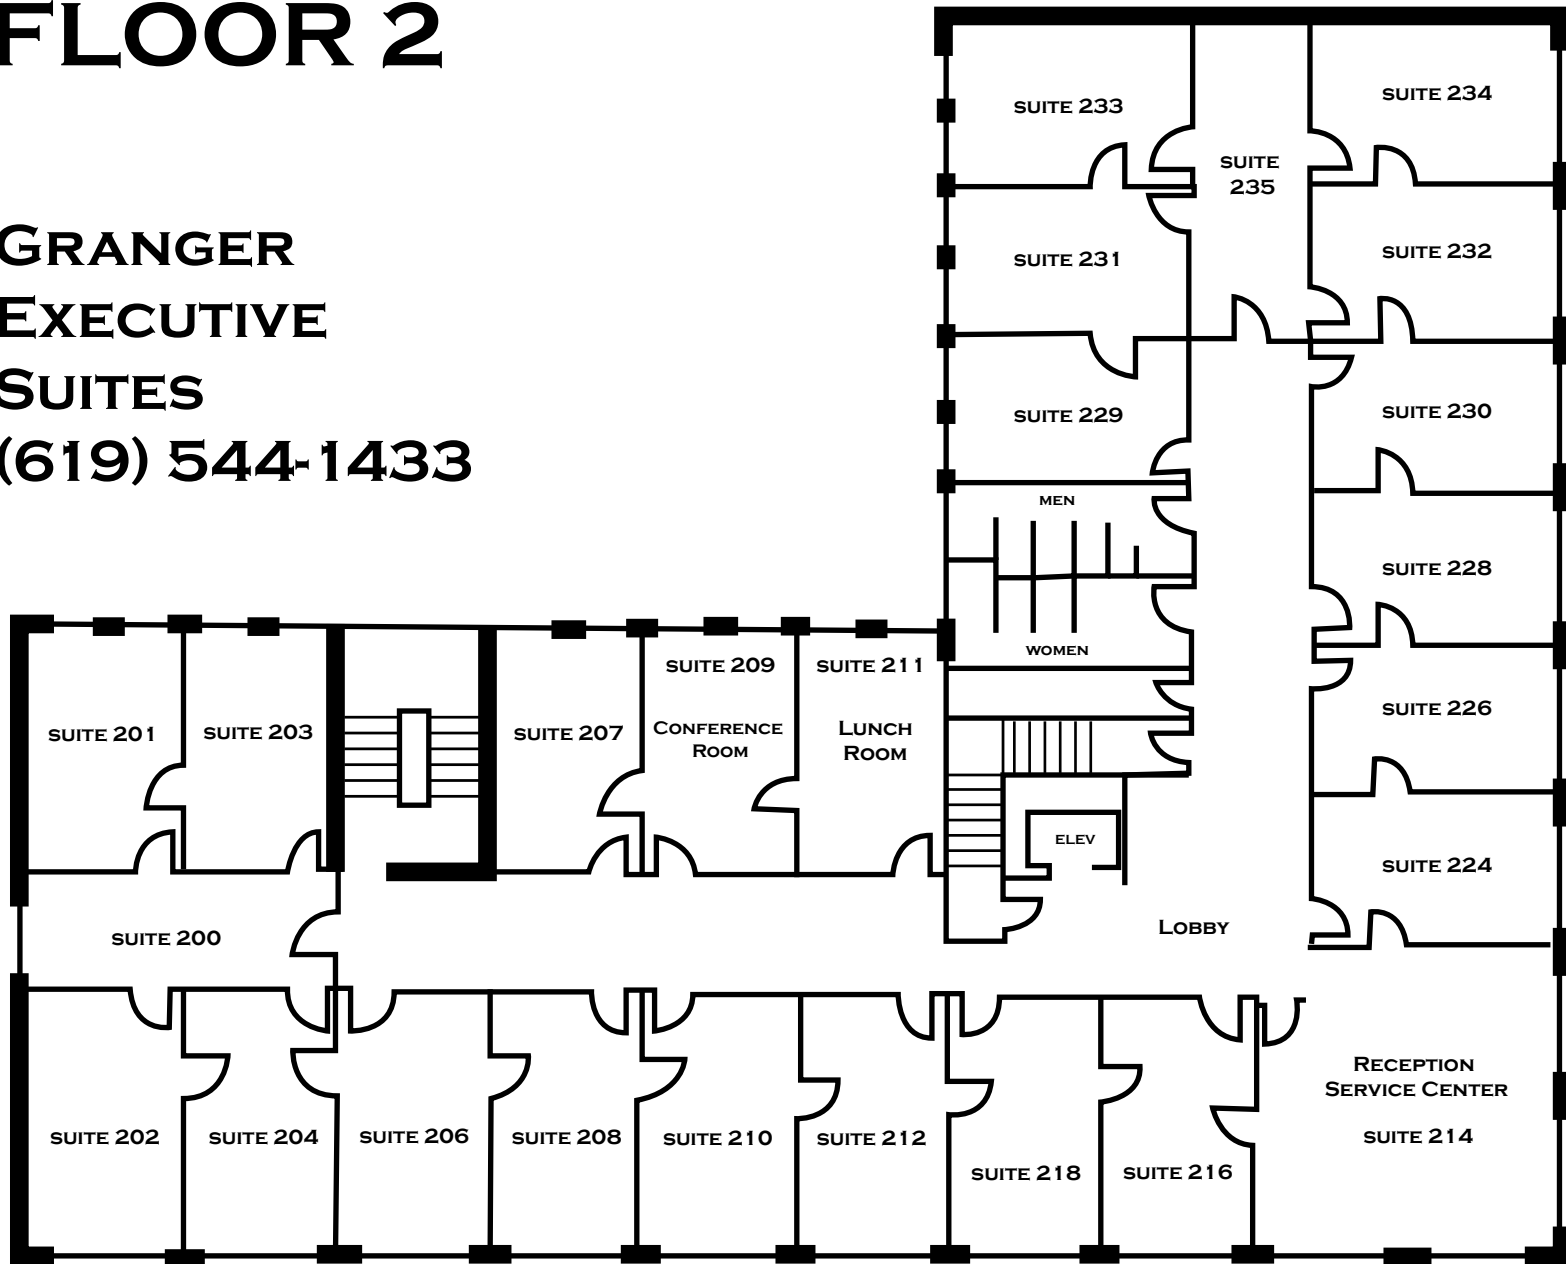 FLOOR 2
GRANGER
EXECUTIVE
SUITES
(619) 544-1433
SUITE 233
SUITE 234
SUITE
235
SUITE 231
SUITE 232
SUITE 229
SUITE 230
MEN
SUITE 228
WOMEN
SUITE 209
SUITE 211
SUITE 201
SUITE 203
SUITE 207
CONFERENCE
ROOM
LUNCH
ROOM
SUITE 226
ELEV
SUITE 224
SUITE 200
LOBBY
RECEPTION
SERVICE CENTER
SUITE 214
SUITE 202
SUITE 204
SUITE 206
SUITE 208
SUITE 210
SUITE 212
SUITE 218
SUITE 216